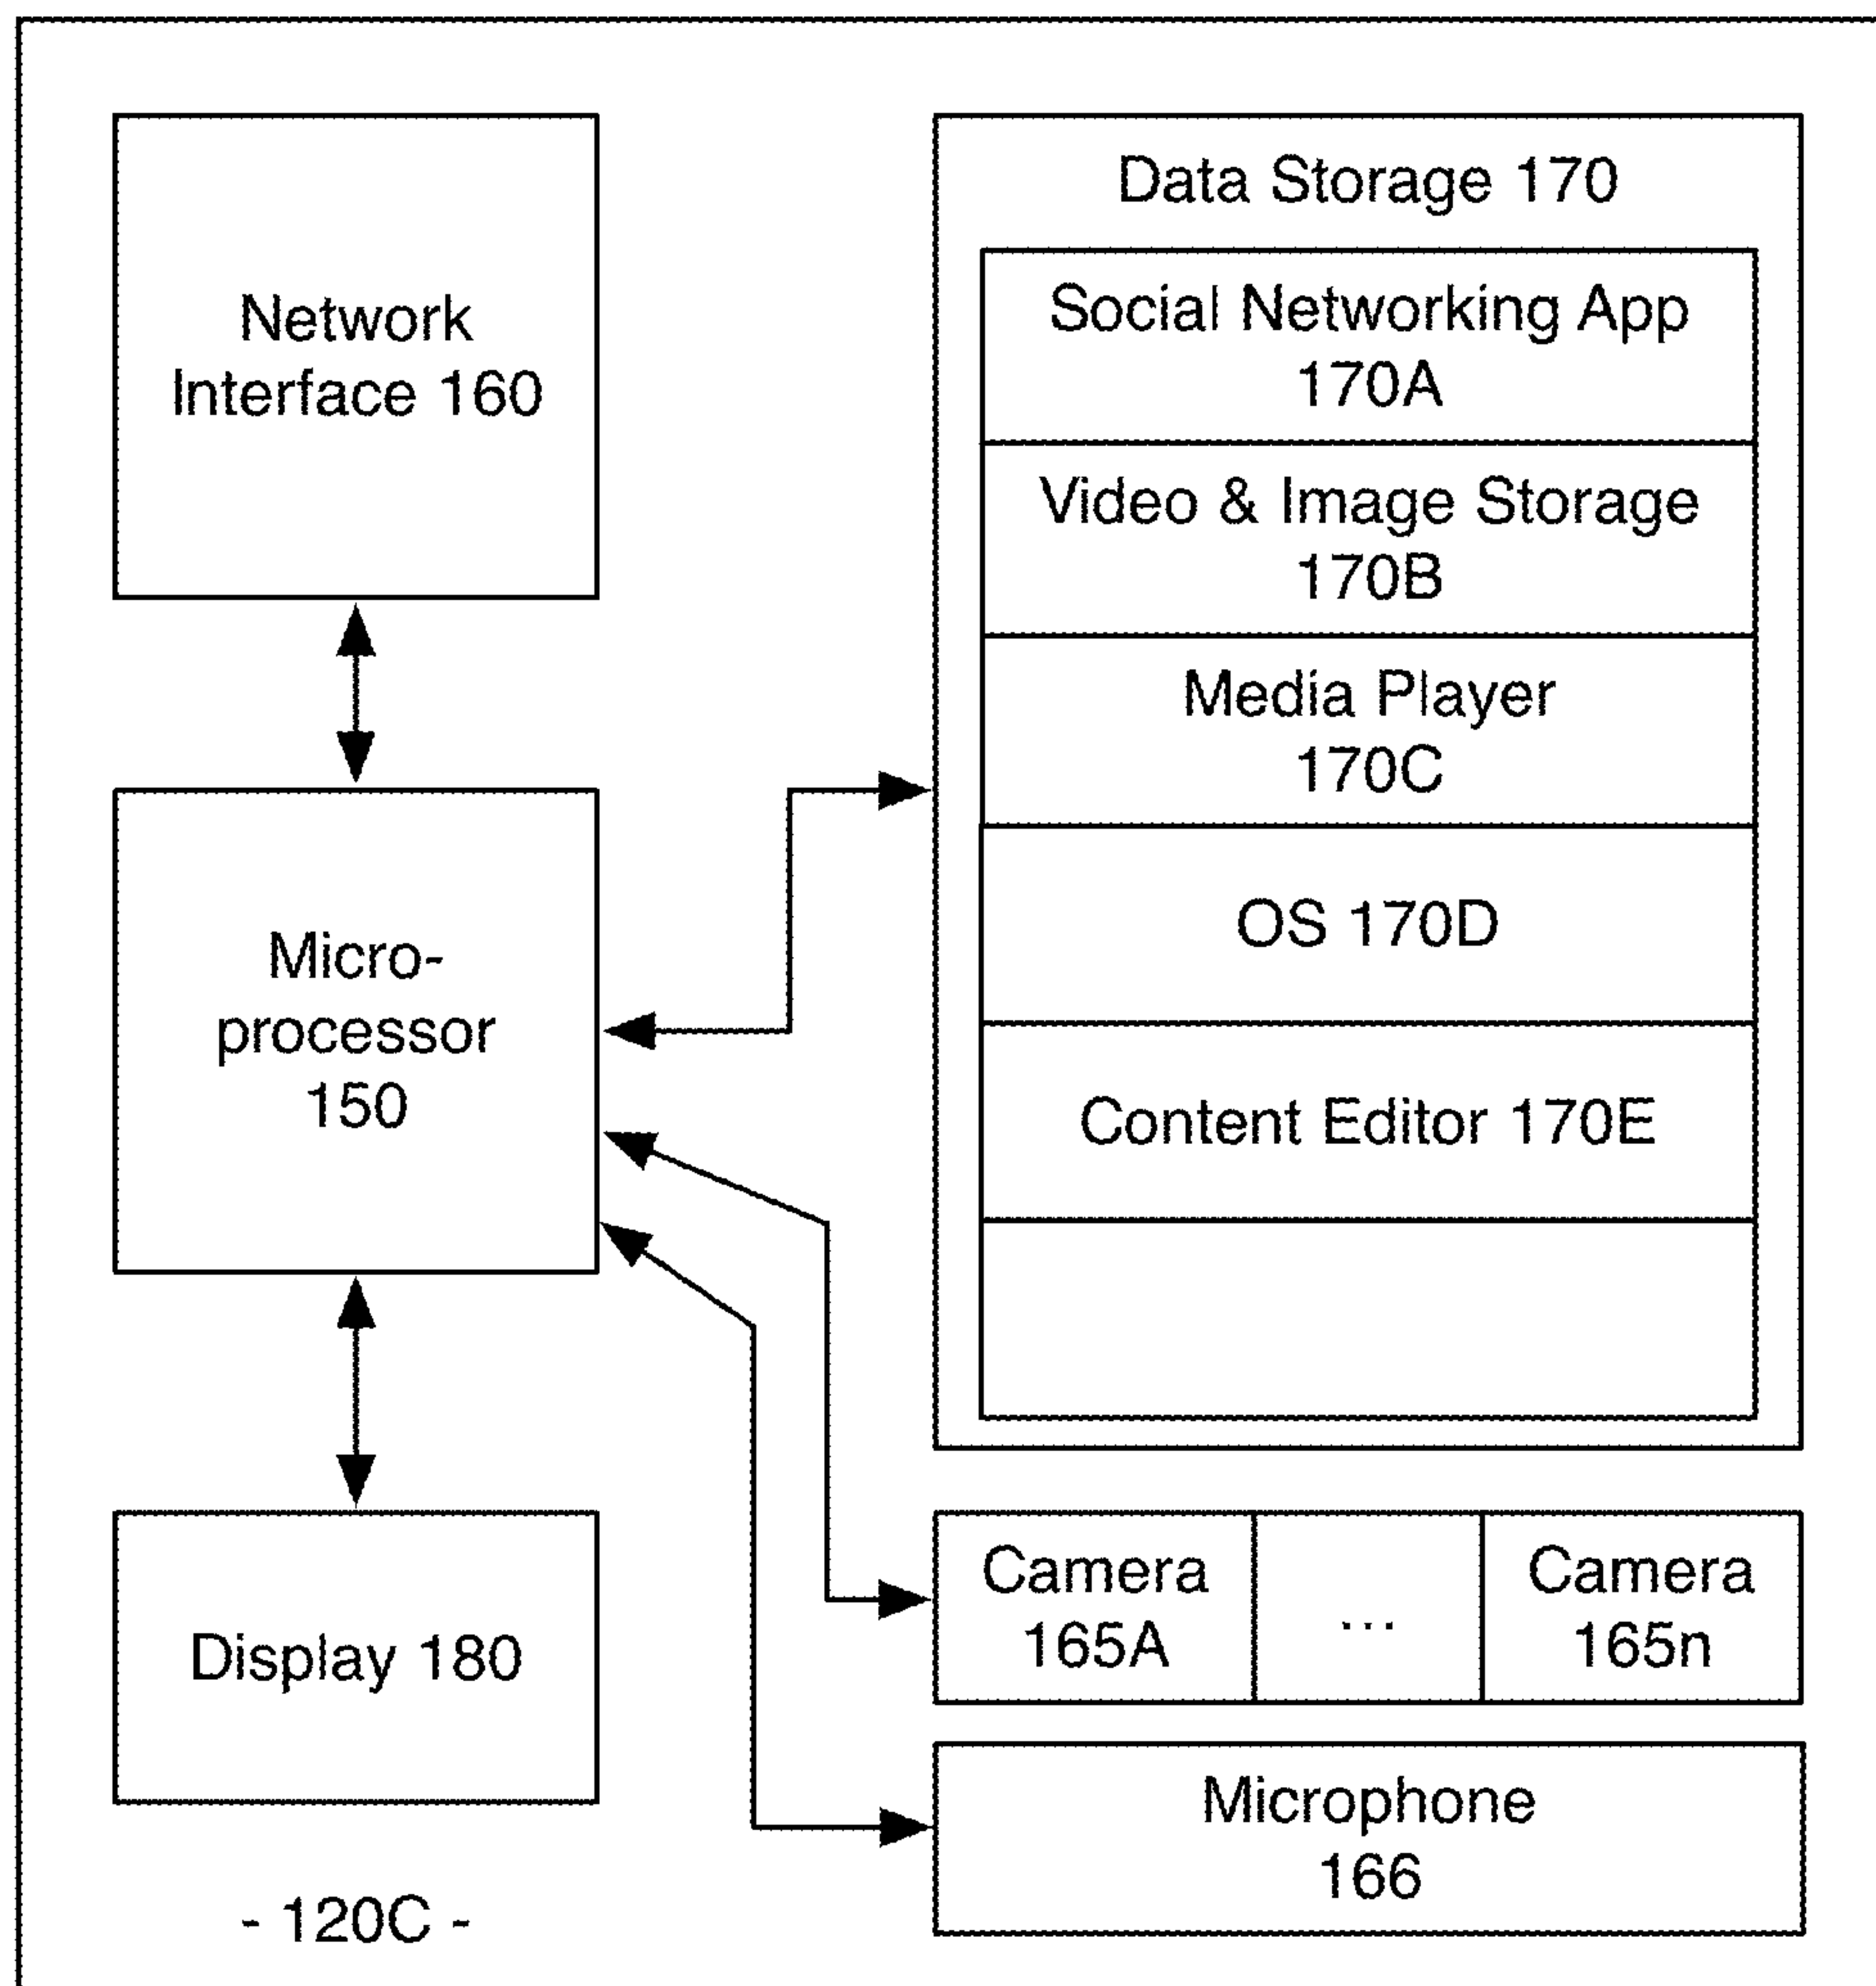 Network
Interface 160
Micro-
processor
150
Display 180
- 120C -
Data Storage 170
Social Networking App
170A
Video & Image Storage
170B
Media Player
170C
OS 170D
Content Editor 170E
Camera
165A
...
Camera
165n
Microphone
166